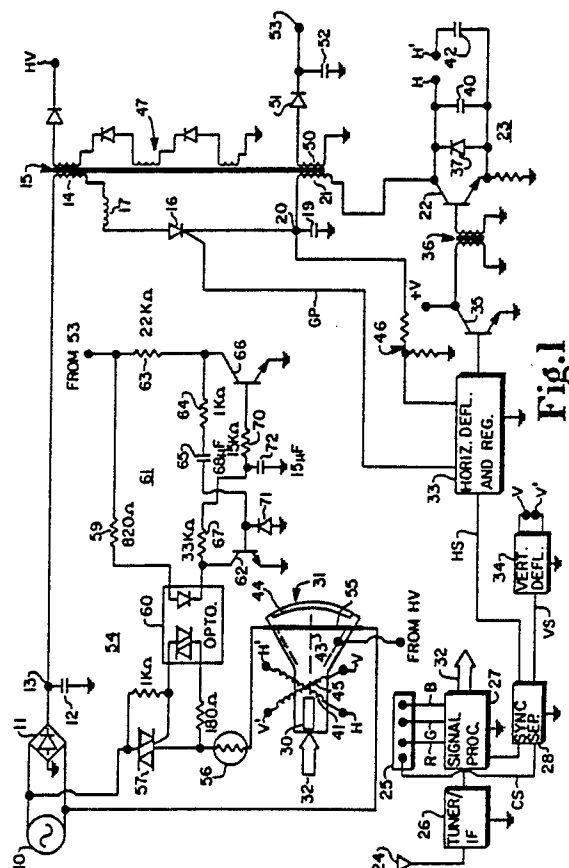 15
HV
53
10
11
13
12
14
47
51
52
50
17
16
20
21
19
FROM 53
22KΩ
63
H
H'
42
40
37
23
22
36
+V
35
46
GP
59
820Ω
61
64
1KΩ
66
65
68µF
15KΩ
70
72
15µF
33KΩ
67
71
62
60
OPTO.
54
1KΩ
57
180Ω
56
44
31
55
43
H'
V'
V
H
45
41
30
32
FROM HV
HORIZ. DEFL.
AND REG.
33
HS
VERT.
DEFL.
34
V
V'
VS
SYNC
SEP.
28
25
R
G
B
SIGNAL
PROC.
27
32
CS
TUNER/
IF
26
24
Fig.1